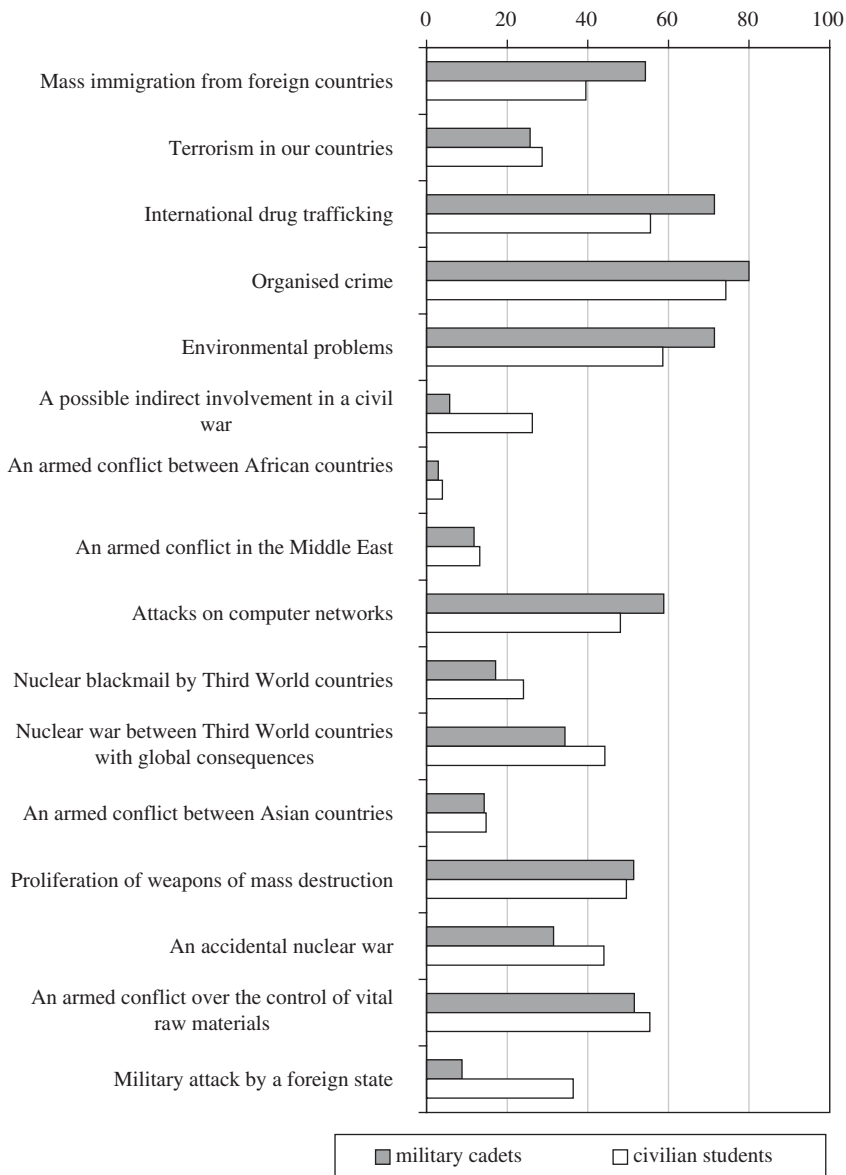 0 20 40 60 80 100
Mass immigration from foreign countries
Terrorism in our countries
International drug trafficking
Organised crime
Environmental problems
A possible indirect involvement in a civil
war
An armed conflict between African countries
An armed conflict in the Middle East
Attacks on computer networks
Nuclear blackmail by Third World countries
Nuclear war between Third World countries
with global consequences
An armed conflict between Asian countries
Proliferation of weapons of mass destruction
An accidental nuclear war
An armed conflict over the control of vital
raw materials
Military attack by a foreign state
military cadets civilian students